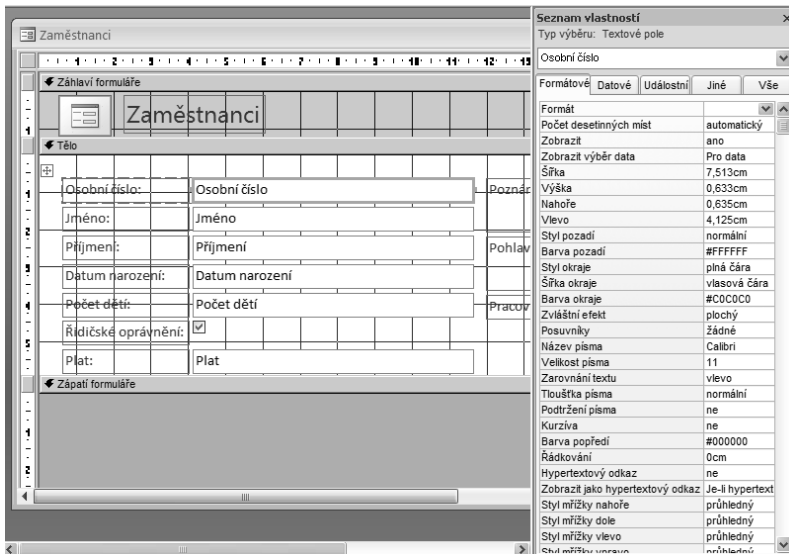 Zaměstnanci
Záhlaví formuláře
Zaměstnanci
Tělo
Osobní číslo:
Osobní číslo
Jméno:
Jméno
Příjmení:
Příjmení
Pohlav
Datum narození:
Datum narození
Počet dětí:
Počet dětí
Pracov
Řidičské oprávnění:
Plat:
Plat
Zápatí formuláře
Seznam vlastností
Typ výběru: Textové pole
Osobní číslo
Formátové Datové Událostní Jiné Vše
Formát
Počet desetinných míst automatický
Zobrazit ano
Zobrazit výběr data Pro data
Šířka 7,513cm
Výška 0,633cm
Nahoře 0,635cm
Vlevo 4,125cm
Styl pozadí normální
Barva pozadí #FFFFFF
Styl okraje plná čára
Šířka okraje vlasová čára
Barva okraje #C0C0C0
Zvláštní efekt plochý
Posuvníky žádné
Název písma Calibri
Velikost písma 11
Zarovnání textu vlevo
Tloušťka písma normální
Podtržení písma ne
Kurzíva ne
Barva popředí #000000
Řádkování 0cm
Hypertextový odkaz ne
Zobrazit jako hypertextový odkaz Je-li hypertext
Styl mřížky nahoře průhledný
Styl mřížky dole průhledný
Styl mřížky vlevo průhledný
Styl mřížky vpravo průhledný